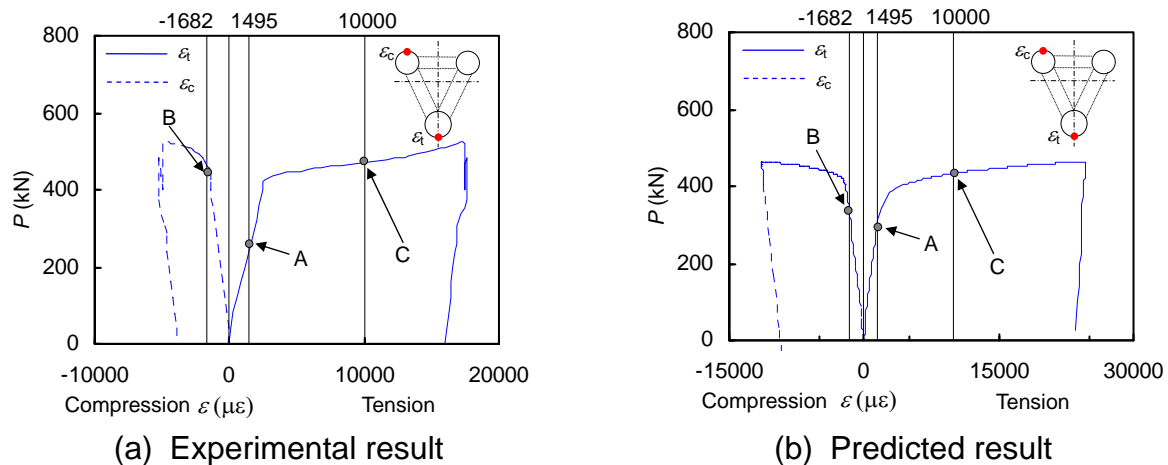 -1682 1495 10000
800
600
400
200
0
P (kN)
εt
εc
εc
εt
B
A
C
-10000 0 10000 20000
Compression ε (με) Tension
(a) Experimental result
-1682 1495 10000
800
600
400
200
0
P (kN)
εt
εc
εc
εt
B
A
C
-15000 0 15000 30000
Compression ε (με) Tension
(b) Predicted result